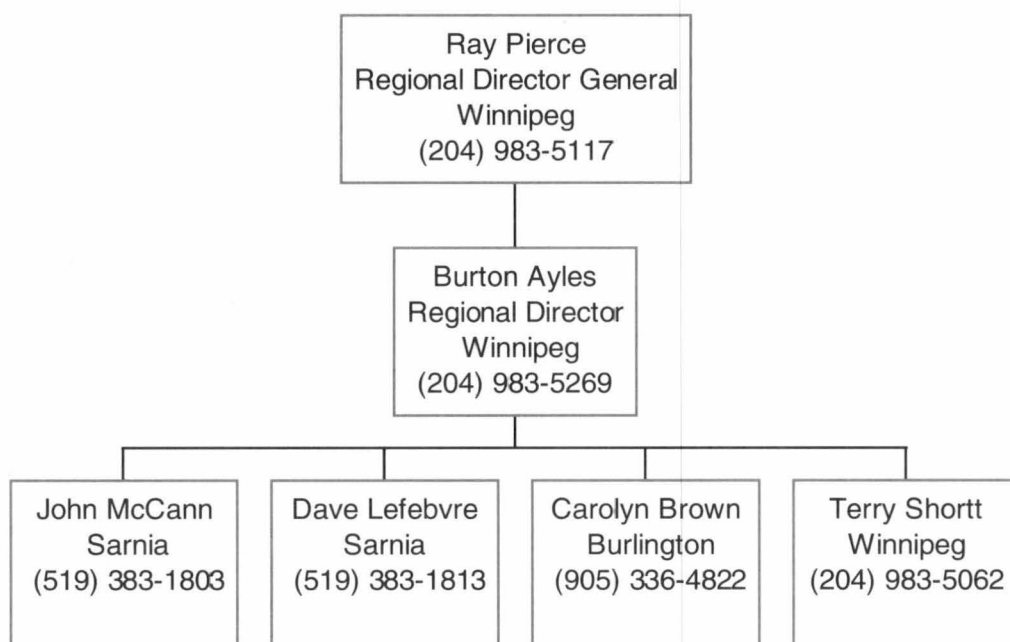 Ray Pierce
Regional Director General
Winnipeg
(204) 983-5117
Burton Ayles
Regional Director
Winnipeg
(204) 983-5269
John McCann
Sarnia
(519) 383-1803
Dave Lefebvre
Sarnia
(519) 383-1813
Carolyn Brown
Burlington
(905) 336-4822
Terry Shortt
Winnipeg
(204) 983-5062